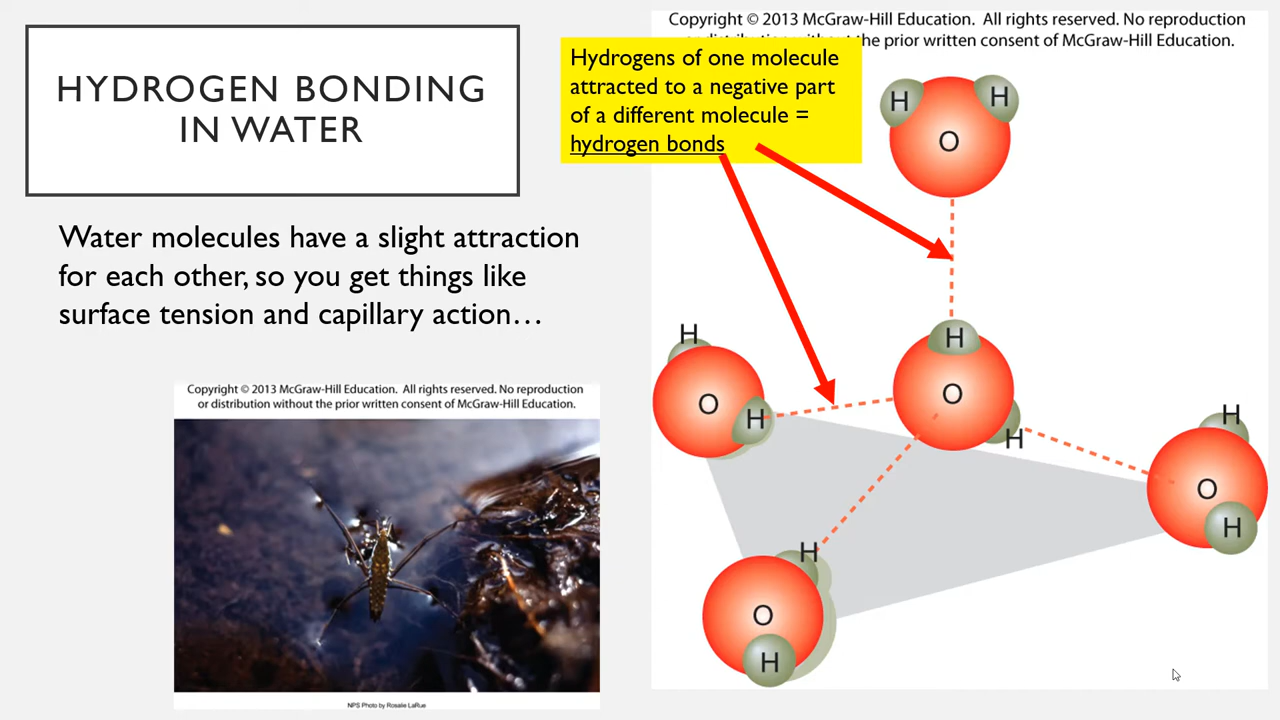 HYDROGEN BONDING
IN WATER
Water molecules have a slight attraction
for each other, so you get things like
surface tension and capillary action…
Copyright © 2013 McGraw-Hill Education. All rights reserved. No reproduction
or distribution without the prior written consent of McGraw-Hill Education.
NPS Photo by Rosalie LaRue
Copyright © 2013 McGraw-Hill Education. All rights reserved. No reproduction
the prior written consent of McGraw-Hill Education.
Hydrogens of one molecule
attracted to a negative part
of a different molecule =
hydrogen bonds
H
H
O
H
O
H
H
O
H
H
O
H
H
O
H